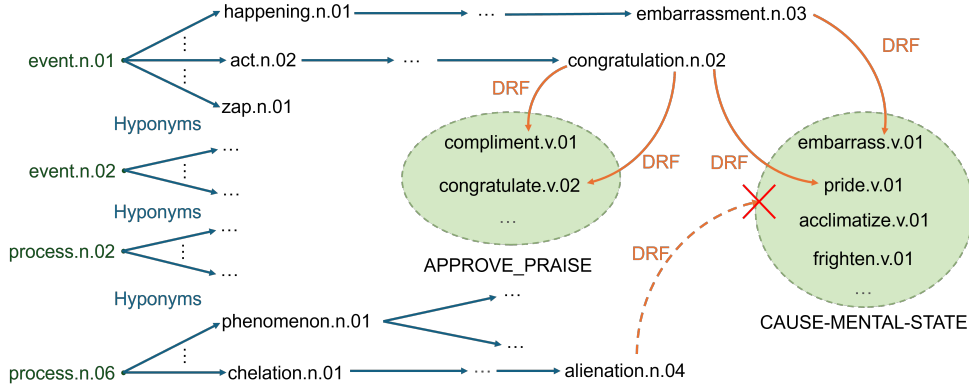 happening.n.01 ... embarrassment.n.03
DRF
event.n.01 act.n.02 ... congratulation.n.02
DRF
zap.n.01
Hyponyms
compliment.v.01 embarrass.v.01
DRF DRF
event.n.02 ... congratulate.v.02 pride.v.01
...
... acclimatize.v.01
Hyponyms
...
process.n.02 DRF frighten.v.01
... APPROVE_PRAISE
...
Hyponyms ...
phenomenon.n.01 CAUSE-MENTAL-STATE
...
process.n.06 chelation.n.01 ... alienation.n.04